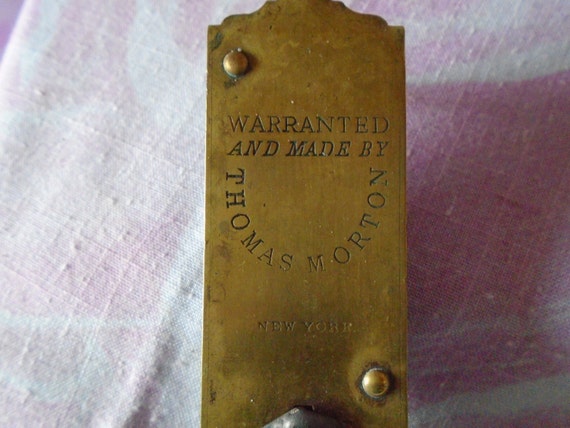 WARRANTED
AND MADE BY
THOMAS MORTON
NEW YORK